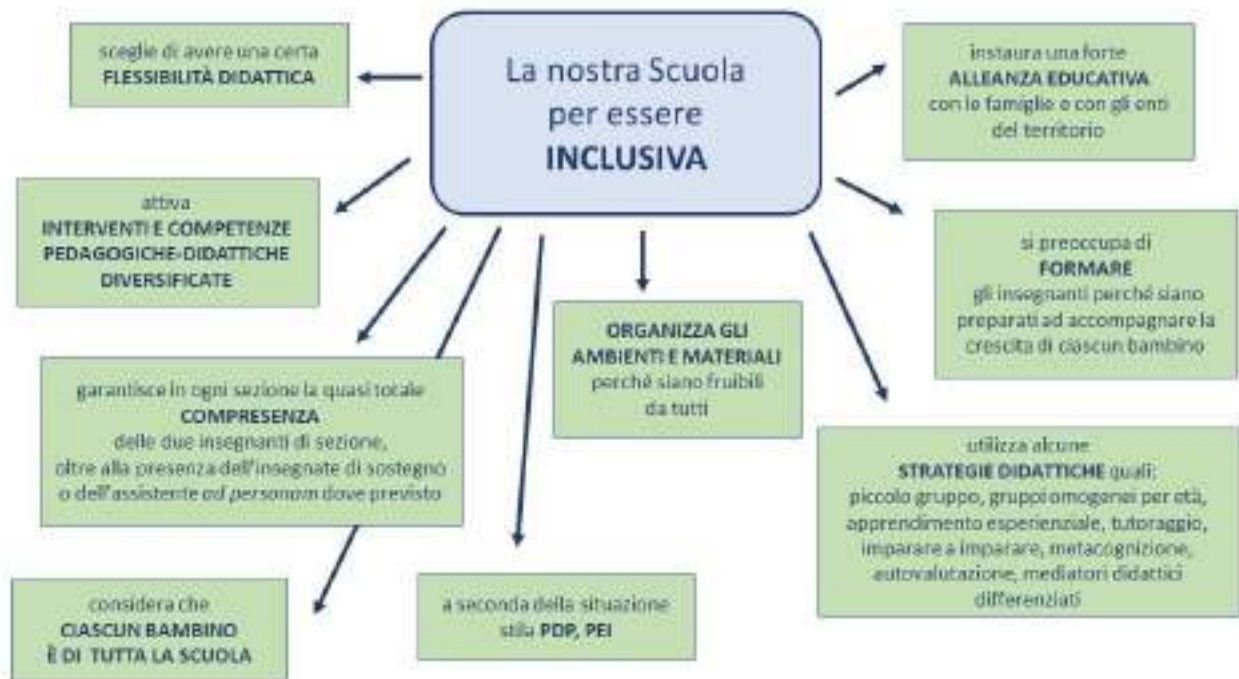 La nostra Scuola
per essere
INCLUSIVA
sceglie di avere una certa
FLESSIBILITÀ DIDATTICA
instaura una forte
ALLEANZA EDUCATIVA
con le famiglie e con gli enti
del territorio
attiva
INTERVENTI E COMPETENZE
PEDAGOGICHE-DIDATTICHE
DIVERSIFICATE
si preoccupa di
FORMARE
gli insegnanti perché siano
preparati ad accompagnare la
crescita di ciascun bambino
ORGANIZZA GLI
AMBIENTI E MATERIALI
perché siano fruibili
da tutti
garantisce in ogni sezione la quasi totale
COMPRESENZA
delle due insegnanti di sezione,
oltre alla presenza dell'insegnate di sostegno
o dell'assistente ad personam dove previsto
utilizza alcune
STRATEGIE DIDATTICHE quali:
piccolo gruppo, gruppi omogenei per età,
apprendimento esperienziale, tutoraggio,
imparare a imparare, metacognizione,
autovalutazione, mediatori didattici
differenziati
considera che
CIASCUN BAMBINO
È DI TUTTA LA SCUOLA
a seconda della situazione
stila PDP, PEI